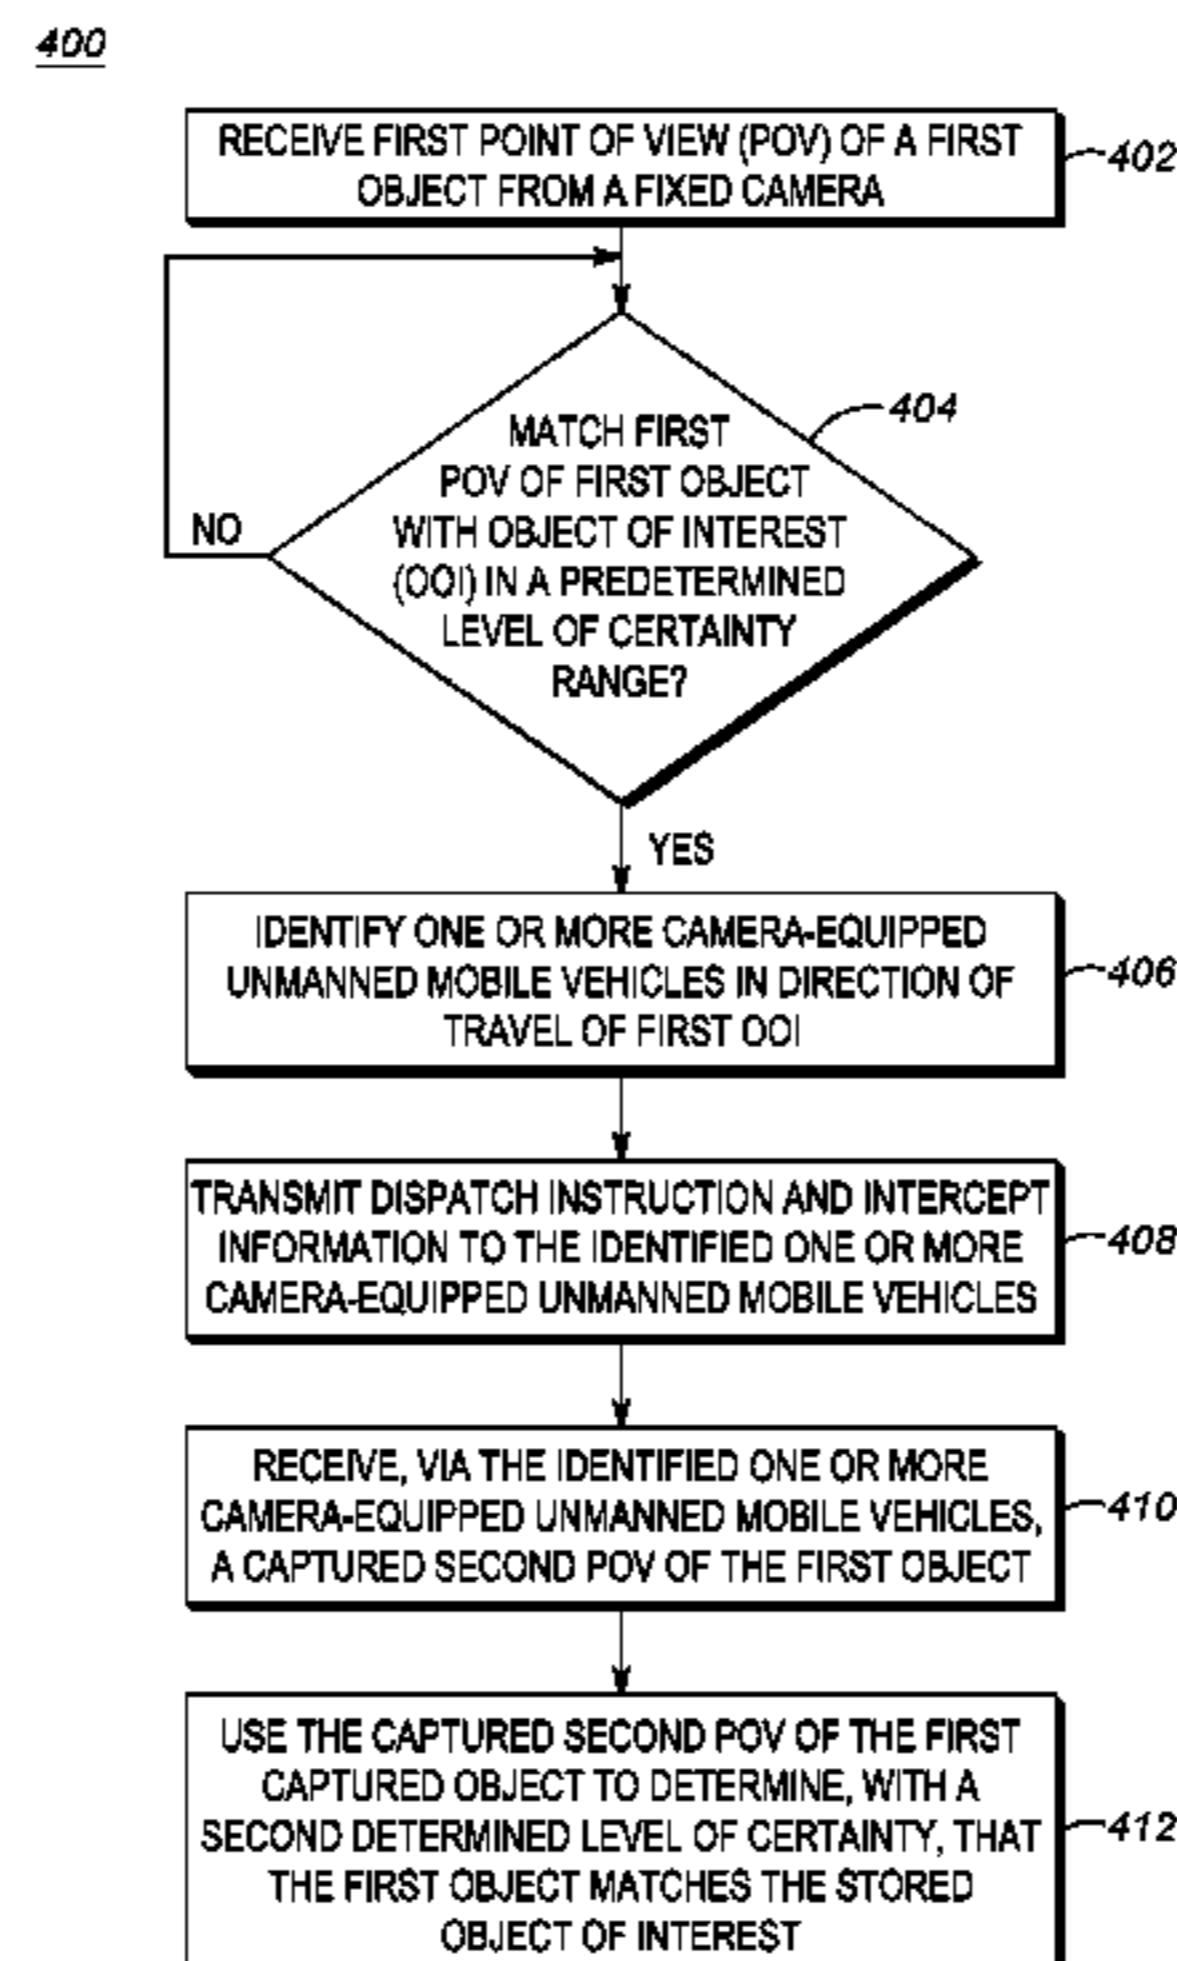 400
RECEIVE FIRST POINT OF VIEW (POV) OF A FIRST
OBJECT FROM A FIXED CAMERA
402
MATCH FIRST
POV OF FIRST OBJECT
WITH OBJECT OF INTEREST
(OOI) IN A PREDETERMINED
LEVEL OF CERTAINTY
RANGE?
404
NO
YES
IDENTIFY ONE OR MORE CAMERA-EQUIPPED
UNMANNED MOBILE VEHICLES IN DIRECTION OF
TRAVEL OF FIRST OOI
406
TRANSMIT DISPATCH INSTRUCTION AND INTERCEPT
INFORMATION TO THE IDENTIFIED ONE OR MORE
CAMERA-EQUIPPED UNMANNED MOBILE VEHICLES
408
RECEIVE, VIA THE IDENTIFIED ONE OR MORE
CAMERA-EQUIPPED UNMANNED MOBILE VEHICLES,
A CAPTURED SECOND POV OF THE FIRST OBJECT
410
USE THE CAPTURED SECOND POV OF THE FIRST
CAPTURED OBJECT TO DETERMINE, WITH A
SECOND DETERMINED LEVEL OF CERTAINTY, THAT
THE FIRST OBJECT MATCHES THE STORED
OBJECT OF INTEREST
412